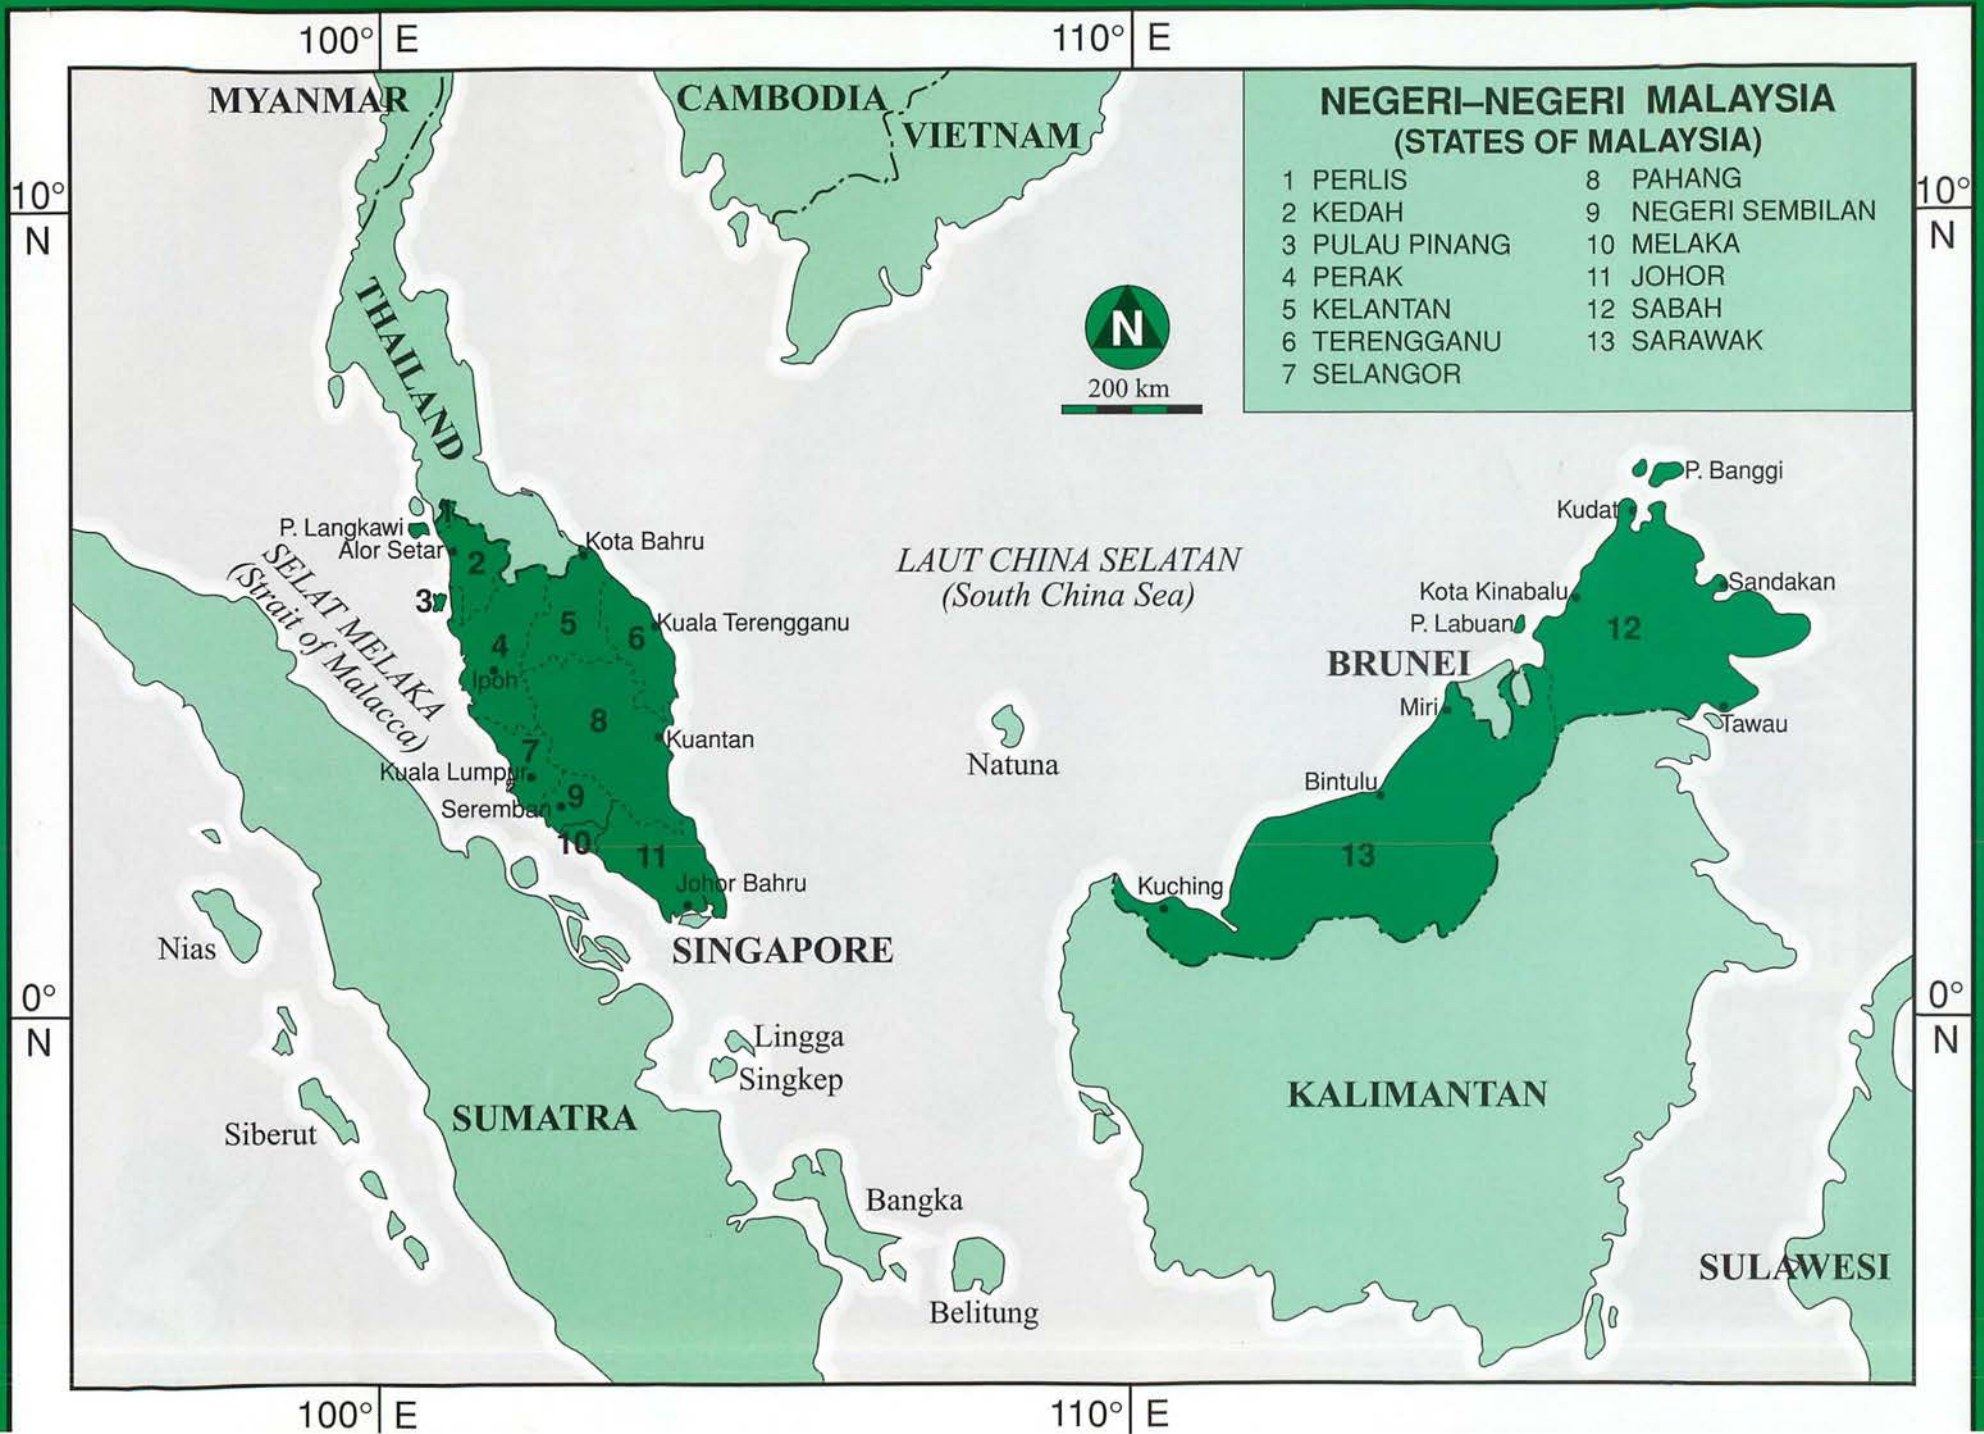 100° E
110° E
MYANMAR
CAMBODIA
VIETNAM
NEGERI–NEGERI MALAYSIA
(STATES OF MALAYSIA)
1 PERLIS
2 KEDAH
3 PULAU PINANG
4 PERAK
5 KELANTAN
6 TERENGGANU
7 SELANGOR
8 PAHANG
9 NEGERI SEMBILAN
10 MELAKA
11 JOHOR
12 SABAH
13 SARAWAK
10°
N
10°
N
THAILAND
N
200 km
P. Banggi
Kudat
1
P. Langkawi
Alor Setar
2
Kota Bahru
SELAT MELAKA
(Strait of Malacca)
LAUT CHINA SELATAN
(South China Sea)
Sandakan
Kota Kinabalu
3
5
Kuala Terengganu
P. Labuan
12
4
6
Ipoh
BRUNEI
Miri
Tawau
8
Kuantan
7
Natuna
Kuala Lumpur
Bintulu
9
Seremban
10
11
13
Johor Bahru
Kuching
Nias
SINGAPORE
0°
N
0°
N
Lingga
Singkep
KALIMANTAN
SUMATRA
Siberut
Bangka
SULAWESI
Belitung
100° E
110° E